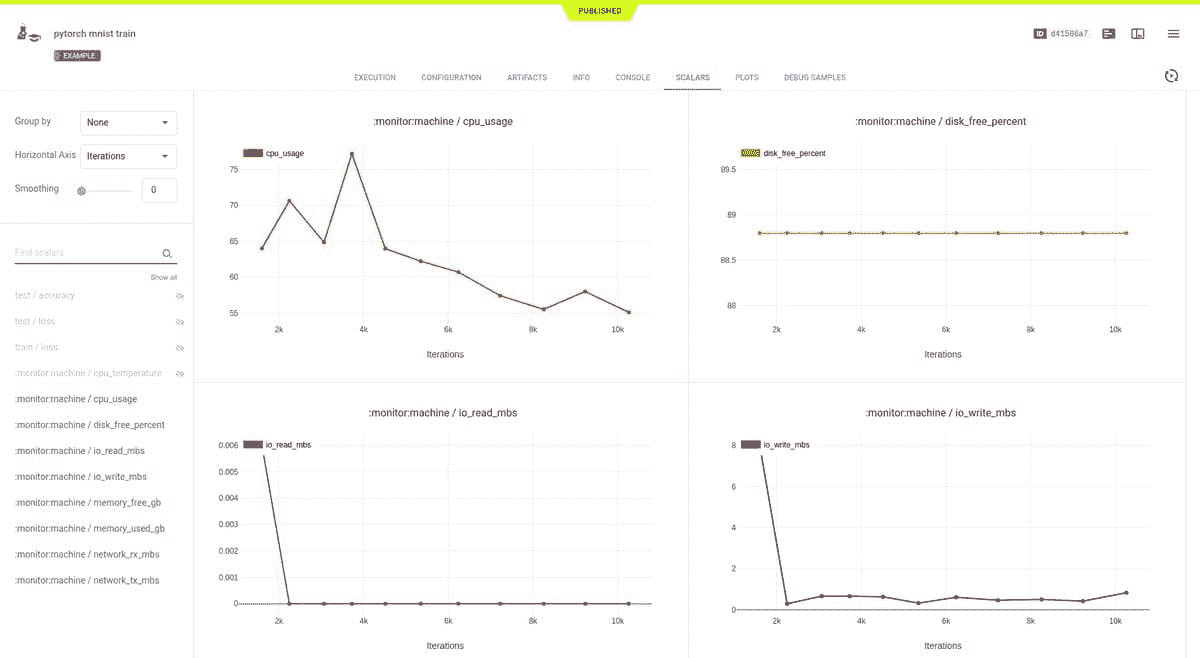 PUBLISHED
pytorch mnist train
EXAMPLE
ID d41586a7
EXECUTION CONFIGURATION ARTIFACTS INFO CONSOLE SCALARS PLOTS DEBUG SAMPLES
Group by None
Horizontal Axis Iterations
Smoothing 0
Find scalars
Show all
test / accuracy
test / loss
train / loss
:monitor:machine / cpu_temperature
:monitor:machine / cpu_usage
:monitor:machine / disk_free_percent
:monitor:machine / io_read_mbs
:monitor:machine / io_write_mbs
:monitor:machine / memory_free_gb
:monitor:machine / memory_used_gb
:monitor:machine / network_rx_mbs
:monitor:machine / network_tx_mbs
:monitor:machine / cpu_usage
cpu_usage
75
70
65
60
55
2k 4k 6k 8k 10k
Iterations
:monitor:machine / disk_free_percent
disk_free_percent
89.5
89
88.5
88
2k 4k 6k 8k 10k
Iterations
:monitor:machine / io_read_mbs
io_read_mbs
0.006
0.005
0.004
0.003
0.002
0.001
0
2k 4k 6k 8k 10k
Iterations
:monitor:machine / io_write_mbs
io_write_mbs
8
6
4
2
0
2k 4k 6k 8k 10k
Iterations